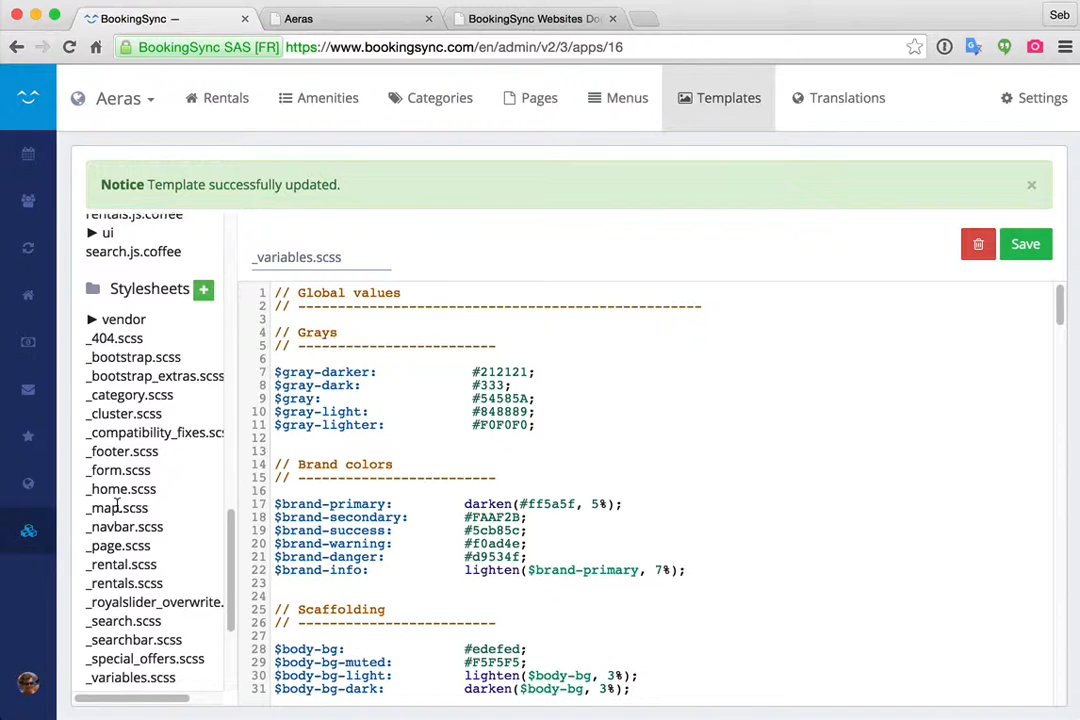 BookingSync —
Aeras
BookingSync Websites Do
Seb
BookingSync SAS [FR] https://www.bookingsync.com/en/admin/v2/3/apps/16
Aeras
Rentals
Amenities
Categories
Pages
Menus
Templates
Translations
Settings
Notice Template successfully updated.
×
rentals.js.coffee
► ui
search.js.coffee
Stylesheets
► vendor
_404.scss
_bootstrap.scss
_bootstrap_extras.scss
_category.scss
_cluster.scss
_compatibility_fixes.scs
_footer.scss
_form.scss
_home.scss
_map.scss
_navbar.scss
_page.scss
_rental.scss
_rentals.scss
_royalslider_overwrite.
_search.scss
_searchbar.scss
_special_offers.scss
_variables.scss
_variables.scss
Save
1 // Global values
2 // --------------------------------------------------
3
4 // Grays
5 // -------------------------
6
7 $gray-darker: #212121;
8 $gray-dark: #333;
9 $gray: #54585A;
10 $gray-light: #848889;
11 $gray-lighter: #F0F0F0;
12
13
14 // Brand colors
15 // -------------------------
16
17 $brand-primary: darken(#ff5a5f, 5%);
18 $brand-secondary: #FAAF2B;
19 $brand-success: #5cb85c;
20 $brand-warning: #f0ad4e;
21 $brand-danger: #d9534f;
22 $brand-info: lighten($brand-primary, 7%);
23
24
25 // Scaffolding
26 // -------------------------
27
28 $body-bg: #edefed;
29 $body-bg-muted: #F5F5F5;
30 $body-bg-light: lighten($body-bg, 3%);
31 $body-bg-dark: darken($body-bg, 3%);